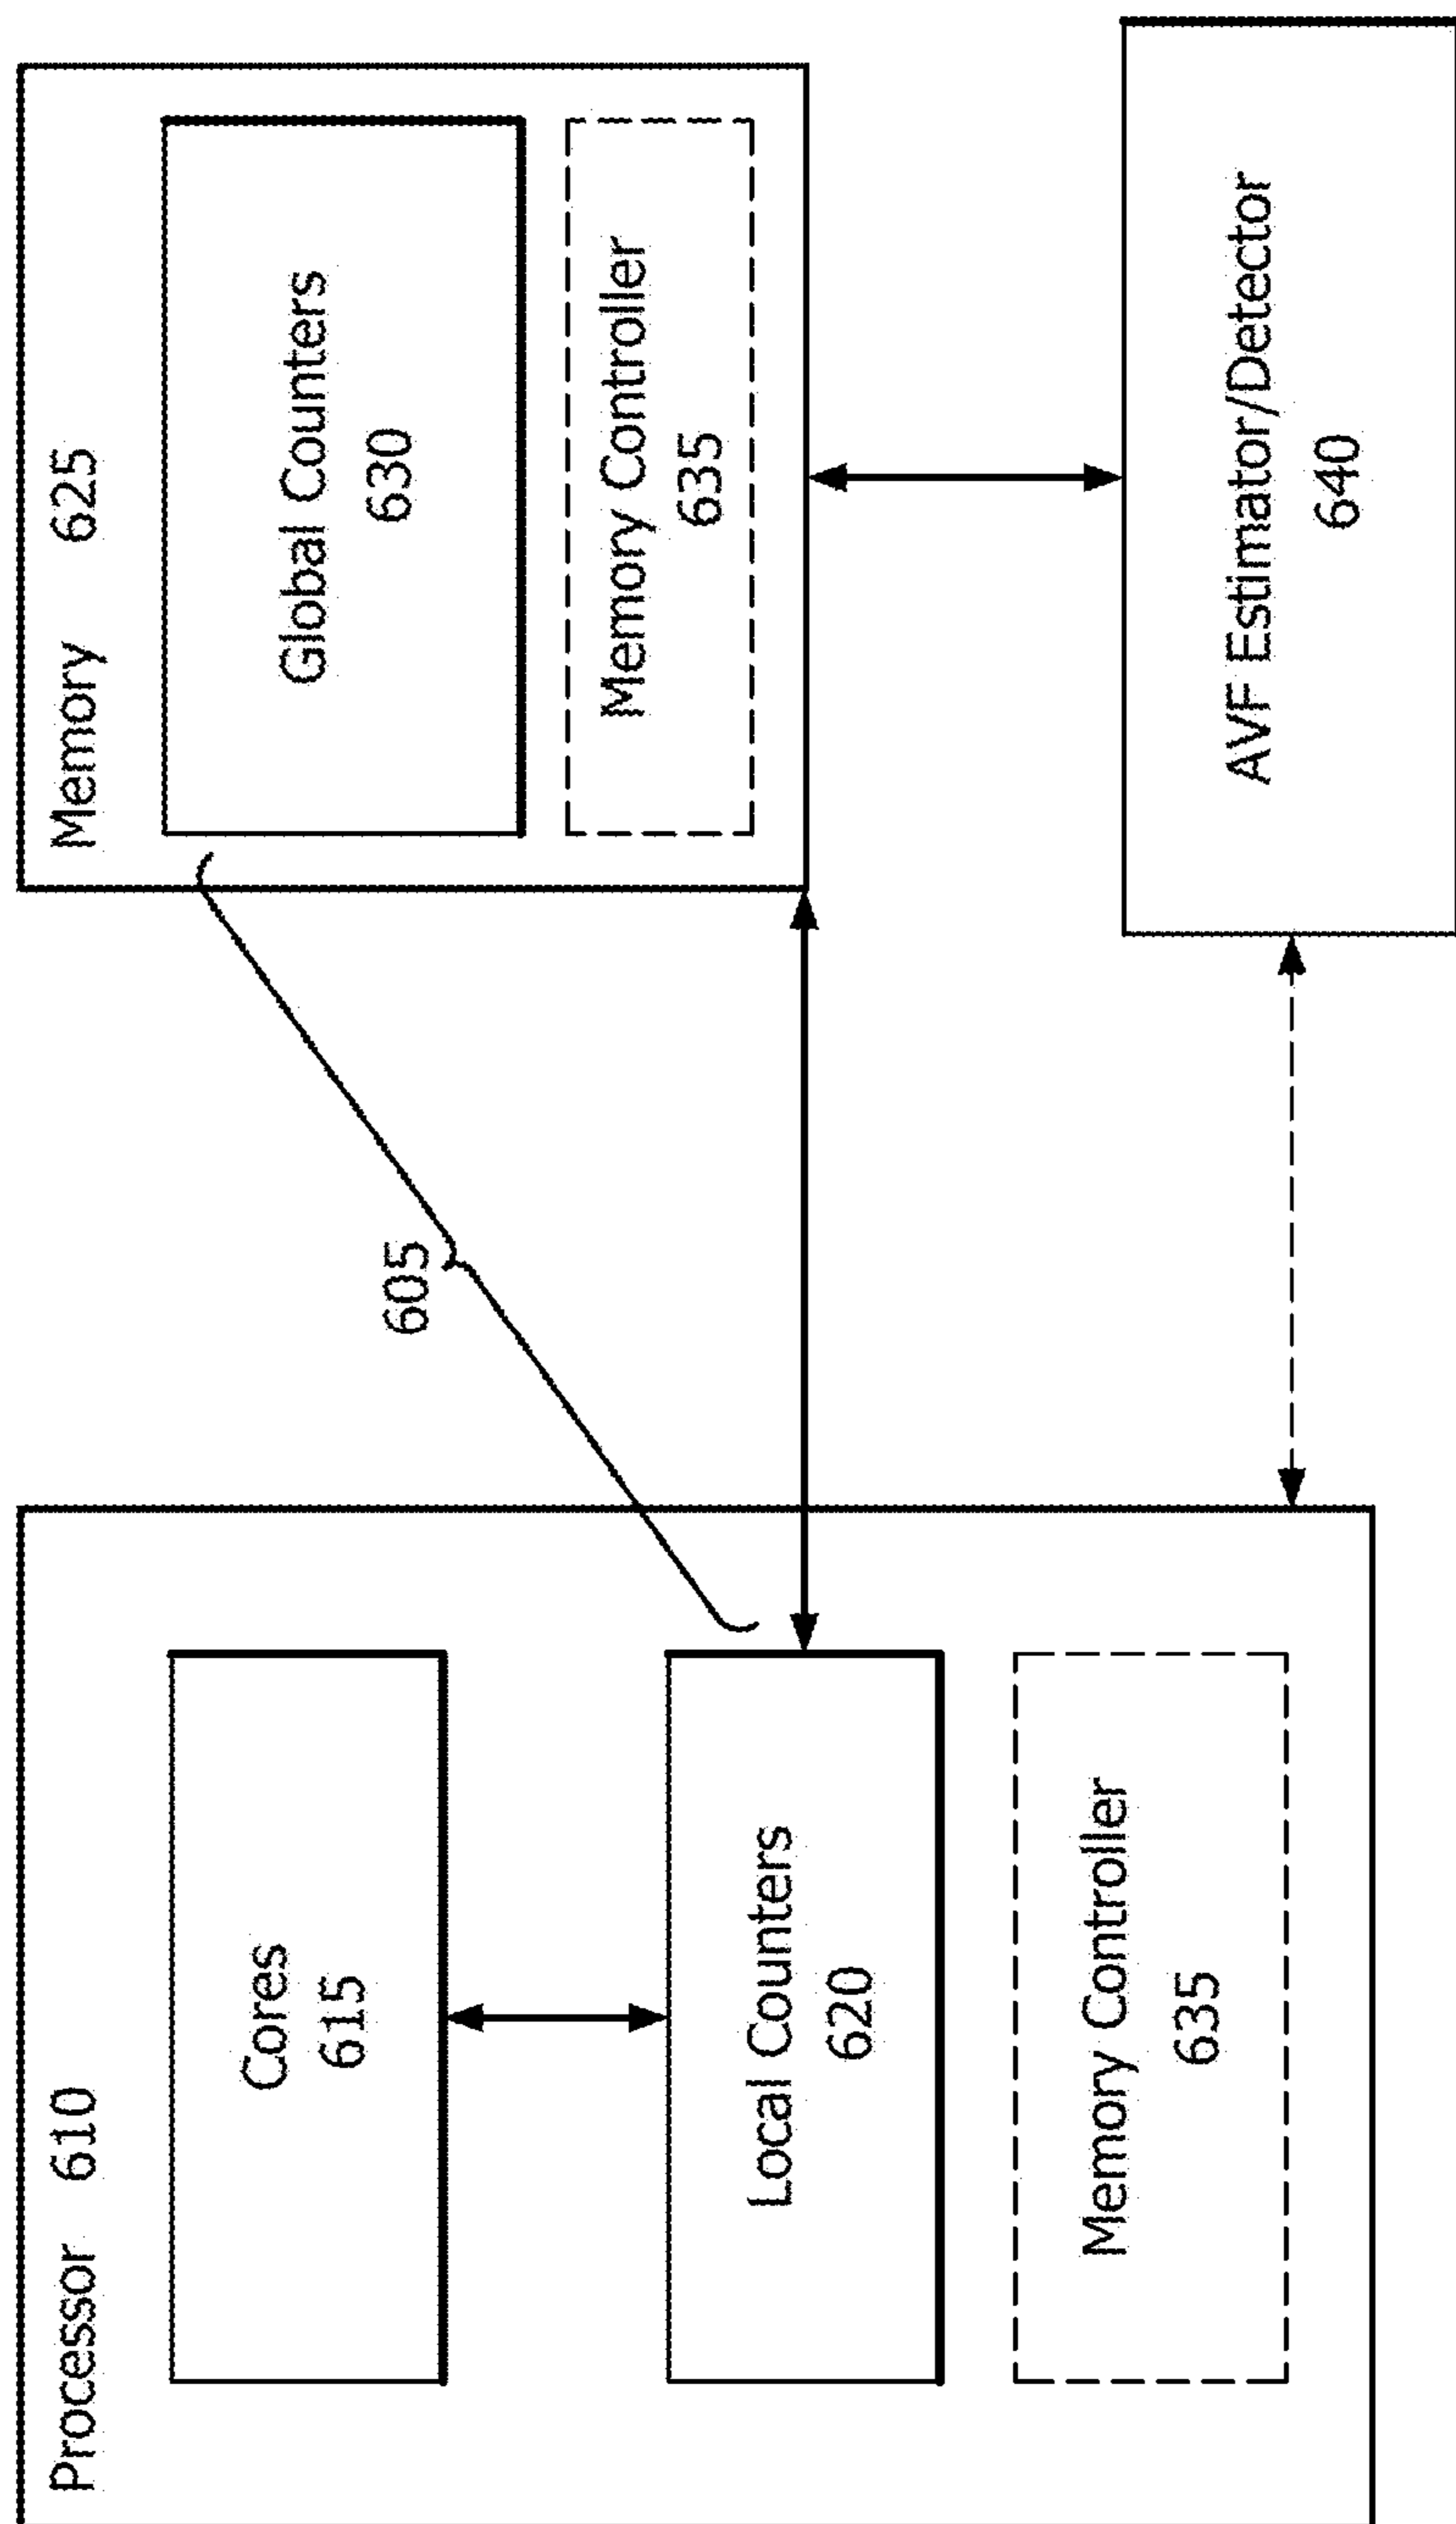 Processor 610
Cores
615
Local Counters
620
Memory Controller
635
605
Memory 625
Global Counters
630
Memory Controller
635
AVF Estimator/Detector
640